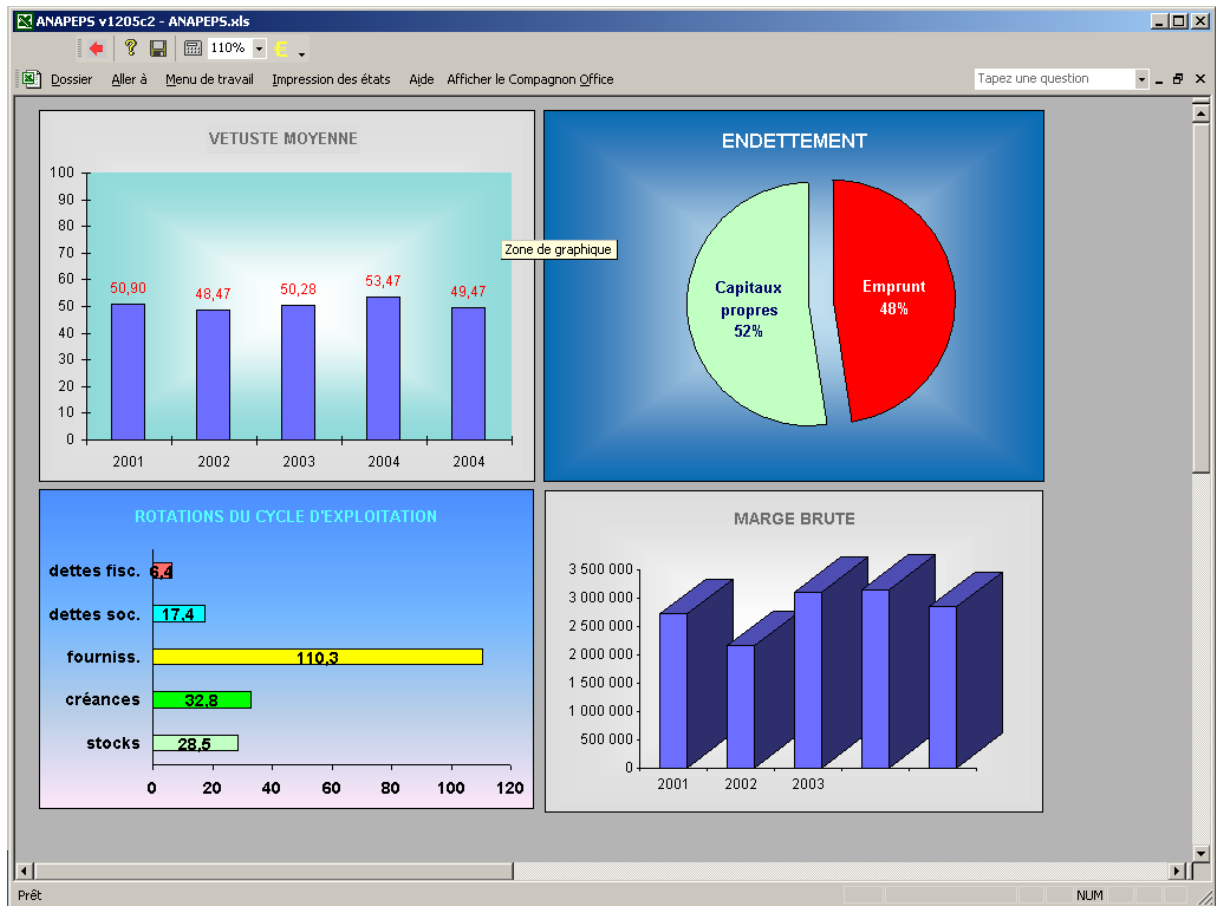 ANAPEPS v1205c2 - ANAPEPS.xls
110%
Dossier Aller à Menu de travail Impression des états Aide Afficher le Compagnon Office Tapez une question
VETUSTE MOYENNE
100
90
80
70
60
50
40
30
20
10
0
50,90 48,47 50,28 53,47 49,47
2001 2002 2003 2004 2004
Zone de graphique
ENDETTEMENT
Capitaux
propres
52%
Emprunt
48%
ROTATIONS DU CYCLE D'EXPLOITATION
dettes fisc. 6,4
dettes soc. 17,4
fourniss. 110,3
créances 32,8
stocks 28,5
0 20 40 60 80 100 120
MARGE BRUTE
3 500 000
3 000 000
2 500 000
2 000 000
1 500 000
1 000 000
500 000
0
2001 2002 2003
Prêt NUM